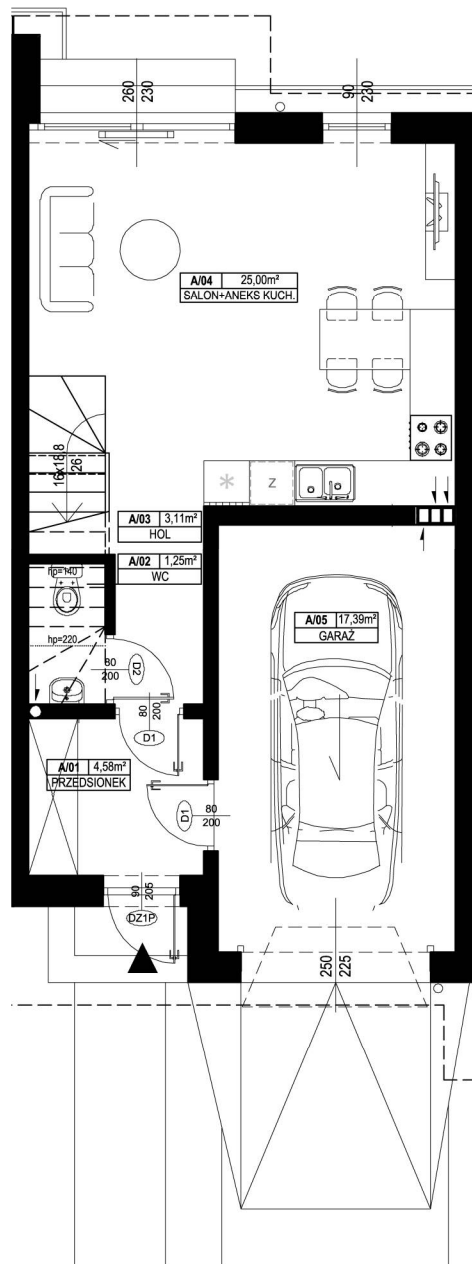 260
230
90
230
A/04 25,00m²
SALON+ANEKS KUCH.
16x18,8
26
Z
A/03 3,11m²
HOL
A/02 1,25m²
WC
hp=140
hp=220
80
200
D2
A/05 17,39m²
GARAŻ
80
200
D1
A/01 4,58m²
PRZEDSIONEK
D1
80
200
90
205
DZ1P
250
225